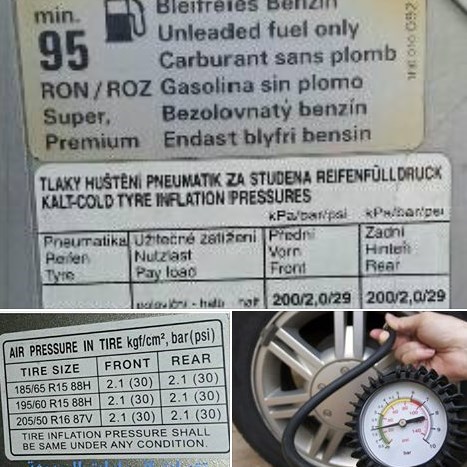 min.
95
RON/ROZ
Super,
Premium
Bleifreies Benzin
Unleaded fuel only
Carburant sans plomb
Gasolina sin plomo
Bezolovnatý benzín
Endast blyfri bensin
TLAKY HUŠTĚNÍ PNEUMATIK ZA STUDENA REIFENFÜLLDRUCK
KALT-COLD TYRE INFLATION PRESSURES
kPa/bar/psi kPa/bar/psi
Pneumatika Užitečné zatížení Přední Zadní
Reifen Nutzlast Vorn Hinten
Tyre Pay load Front Rear
200/2,0/29 200/2,0/29
AIR PRESSURE IN TIRE kgf/cm², bar(psi)
TIRE SIZE FRONT REAR
185/65 R15 88H 2.1 (30) 2.1 (30)
195/60 R15 88H 2.1 (30) 2.1 (30)
205/50 R16 87V 2.1 (30) 2.1 (30)
TIRE INFLATION PRESSURE SHALL
BE SAME UNDER ANY CONDITION.
bar